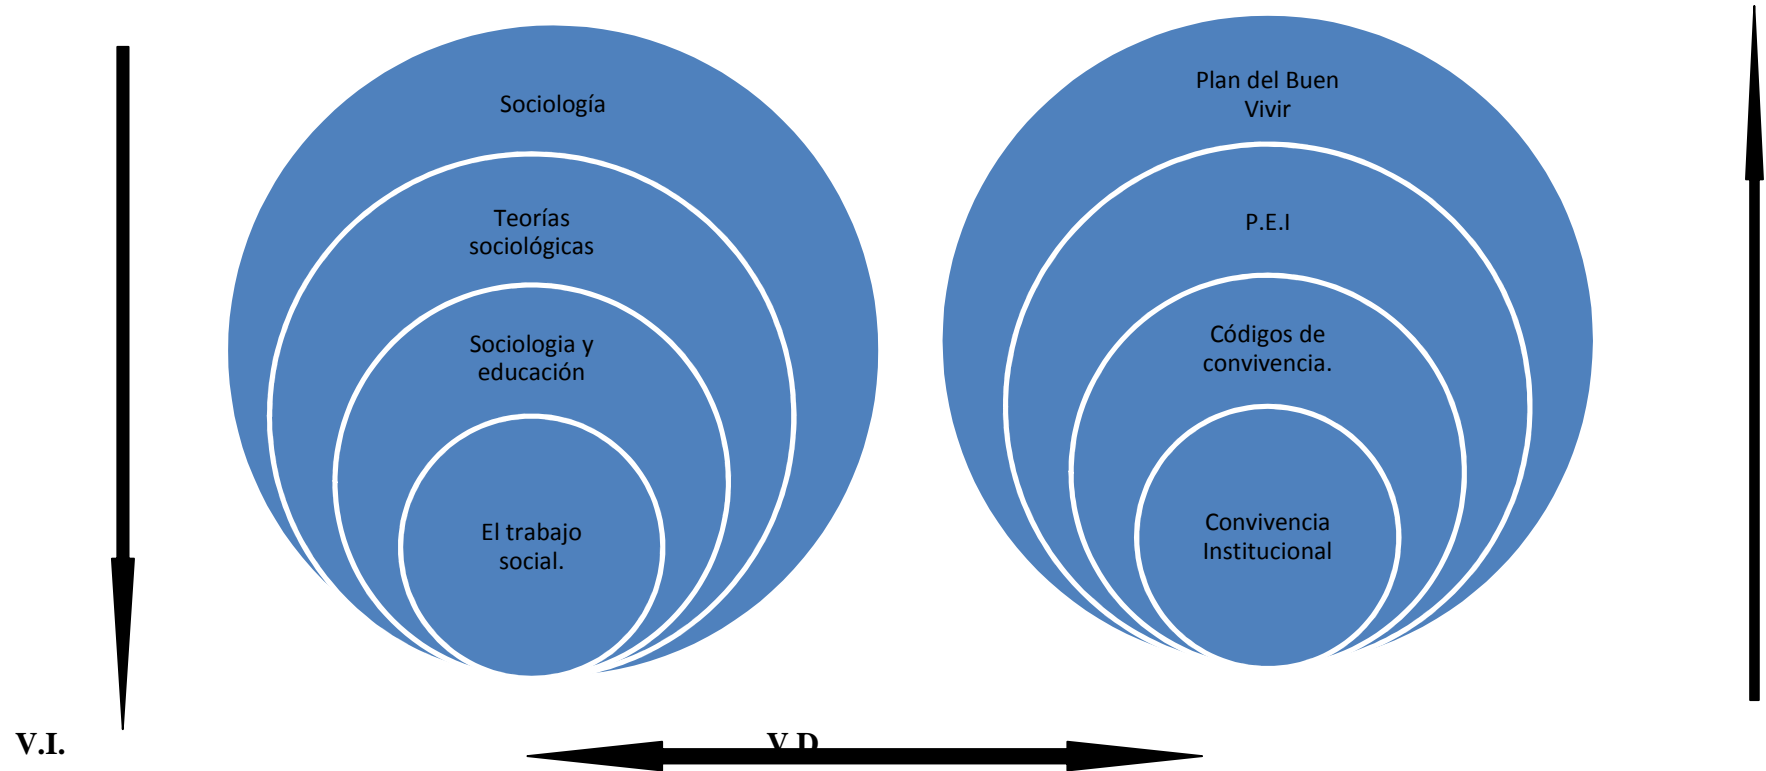 Sociología
Teorías
sociológicas
Sociologia y
educación
El trabajo
social.
Plan del Buen
Vivir
P.E.I
Códigos de
convivencia.
Convivencia
Institucional
V.I.
V.D